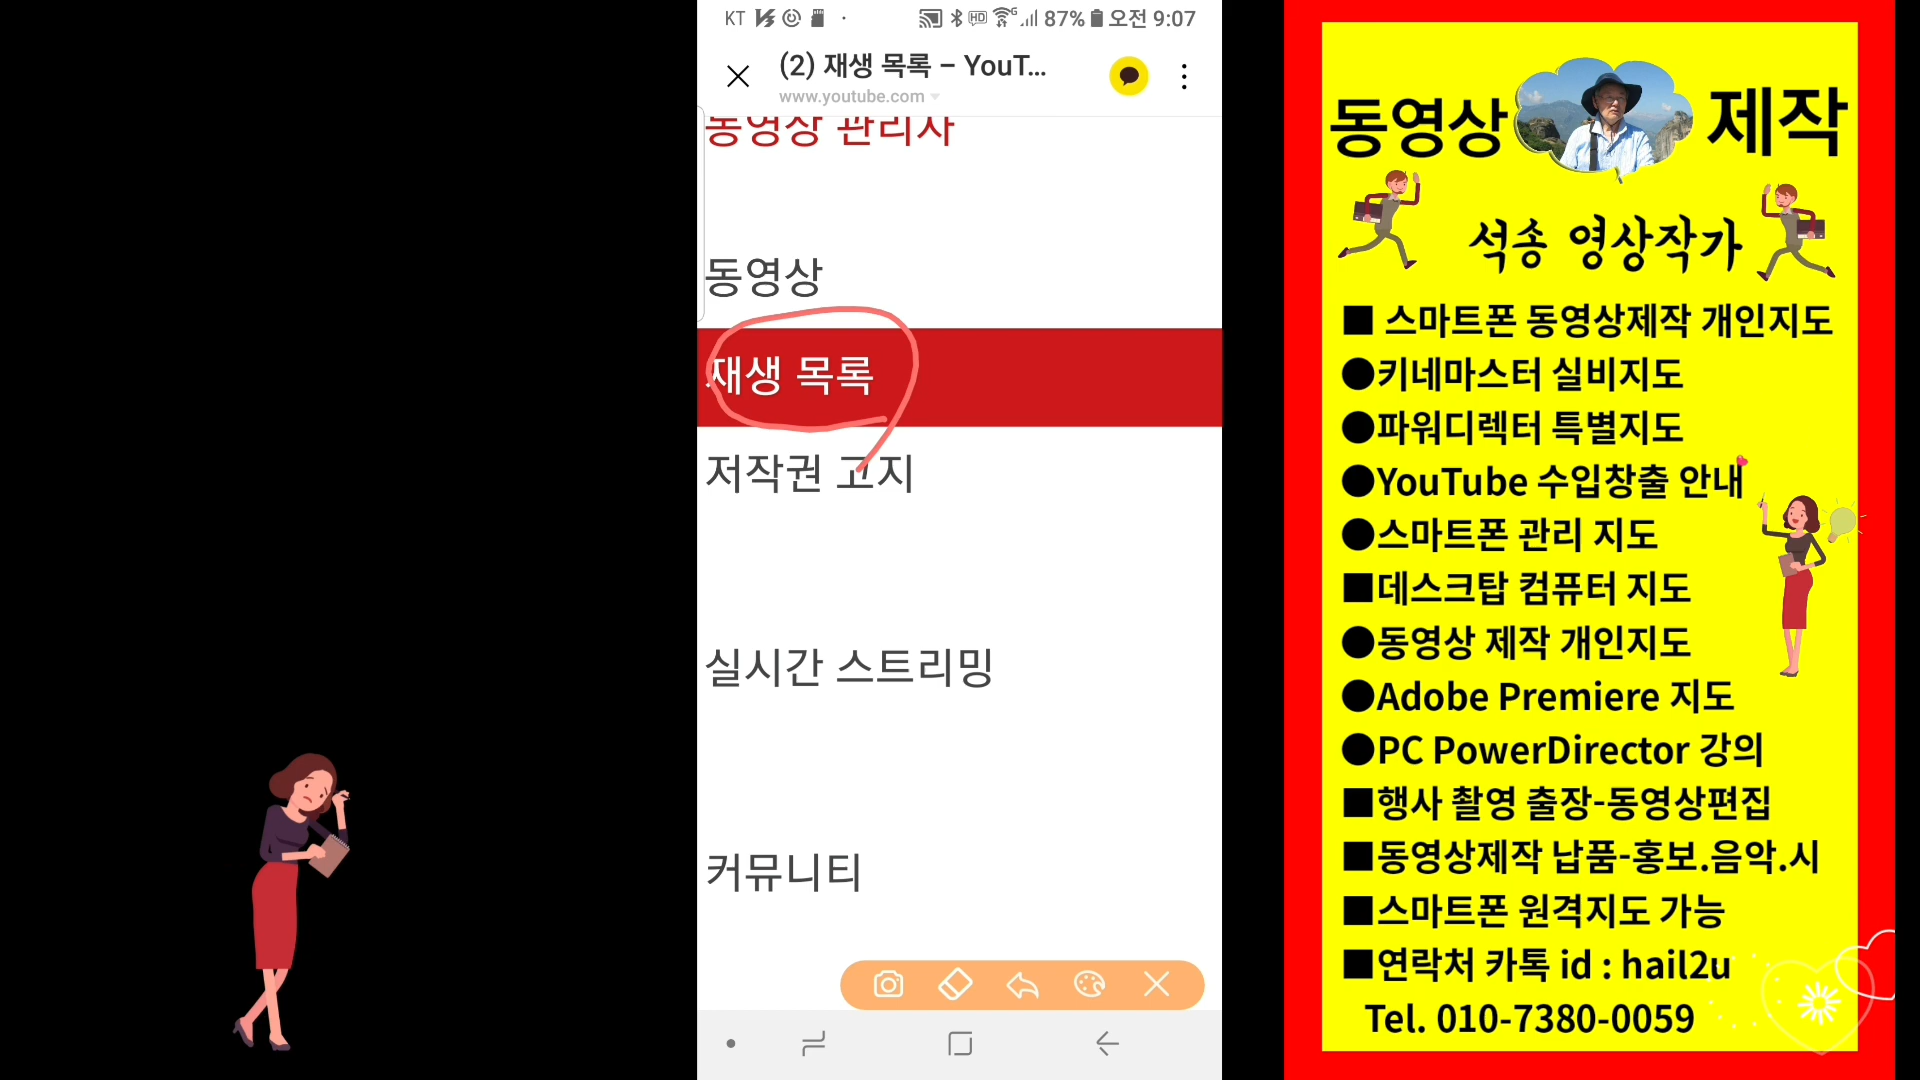 KT 87% 오전 9:07
(2) 재생 목록 – YouT...
www.youtube.com
동영상 관리자
동영상
재생 목록
저작권 고지
실시간 스트리밍
커뮤니티
동영상 제작
석송 영상작가
■ 스마트폰 동영상제작 개인지도
●키네마스터 실비지도
●파워디렉터 특별지도
●YouTube 수입창출 안내
●스마트폰 관리 지도
■데스크탑 컴퓨터 지도
●동영상 제작 개인지도
●Adobe Premiere 지도
●PC PowerDirector 강의
■행사 촬영 출장-동영상편집
■동영상제작 납품-홍보.음악.시
■스마트폰 원격지도 가능
■연락처 카톡 id : hail2u
Tel. 010-7380-0059